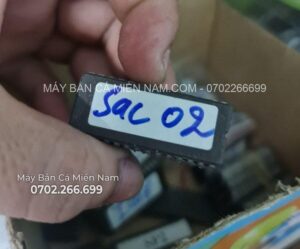 MÁY BẮN CÁ MIỀN NAM.COM - 0702266699
Sac 02
Máy Bắn Cá Miền Nam
0702.266.699